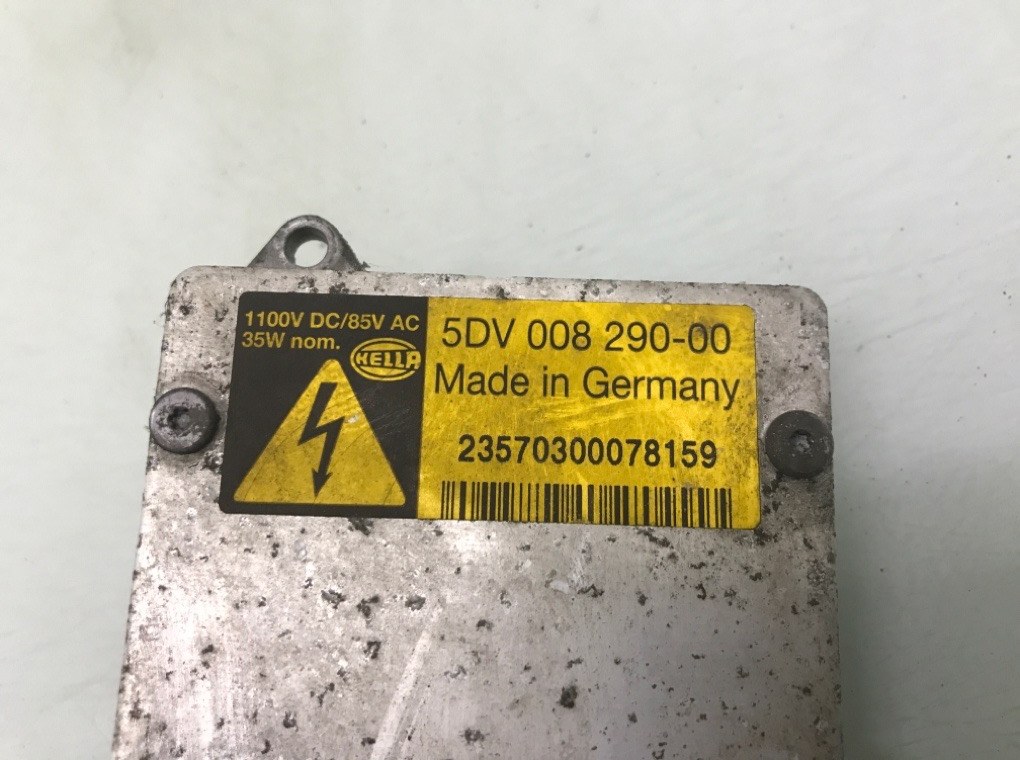 1100V DC/85V AC
35W nom.
HELLA
5DV 008 290-00
Made in Germany
23570300078159